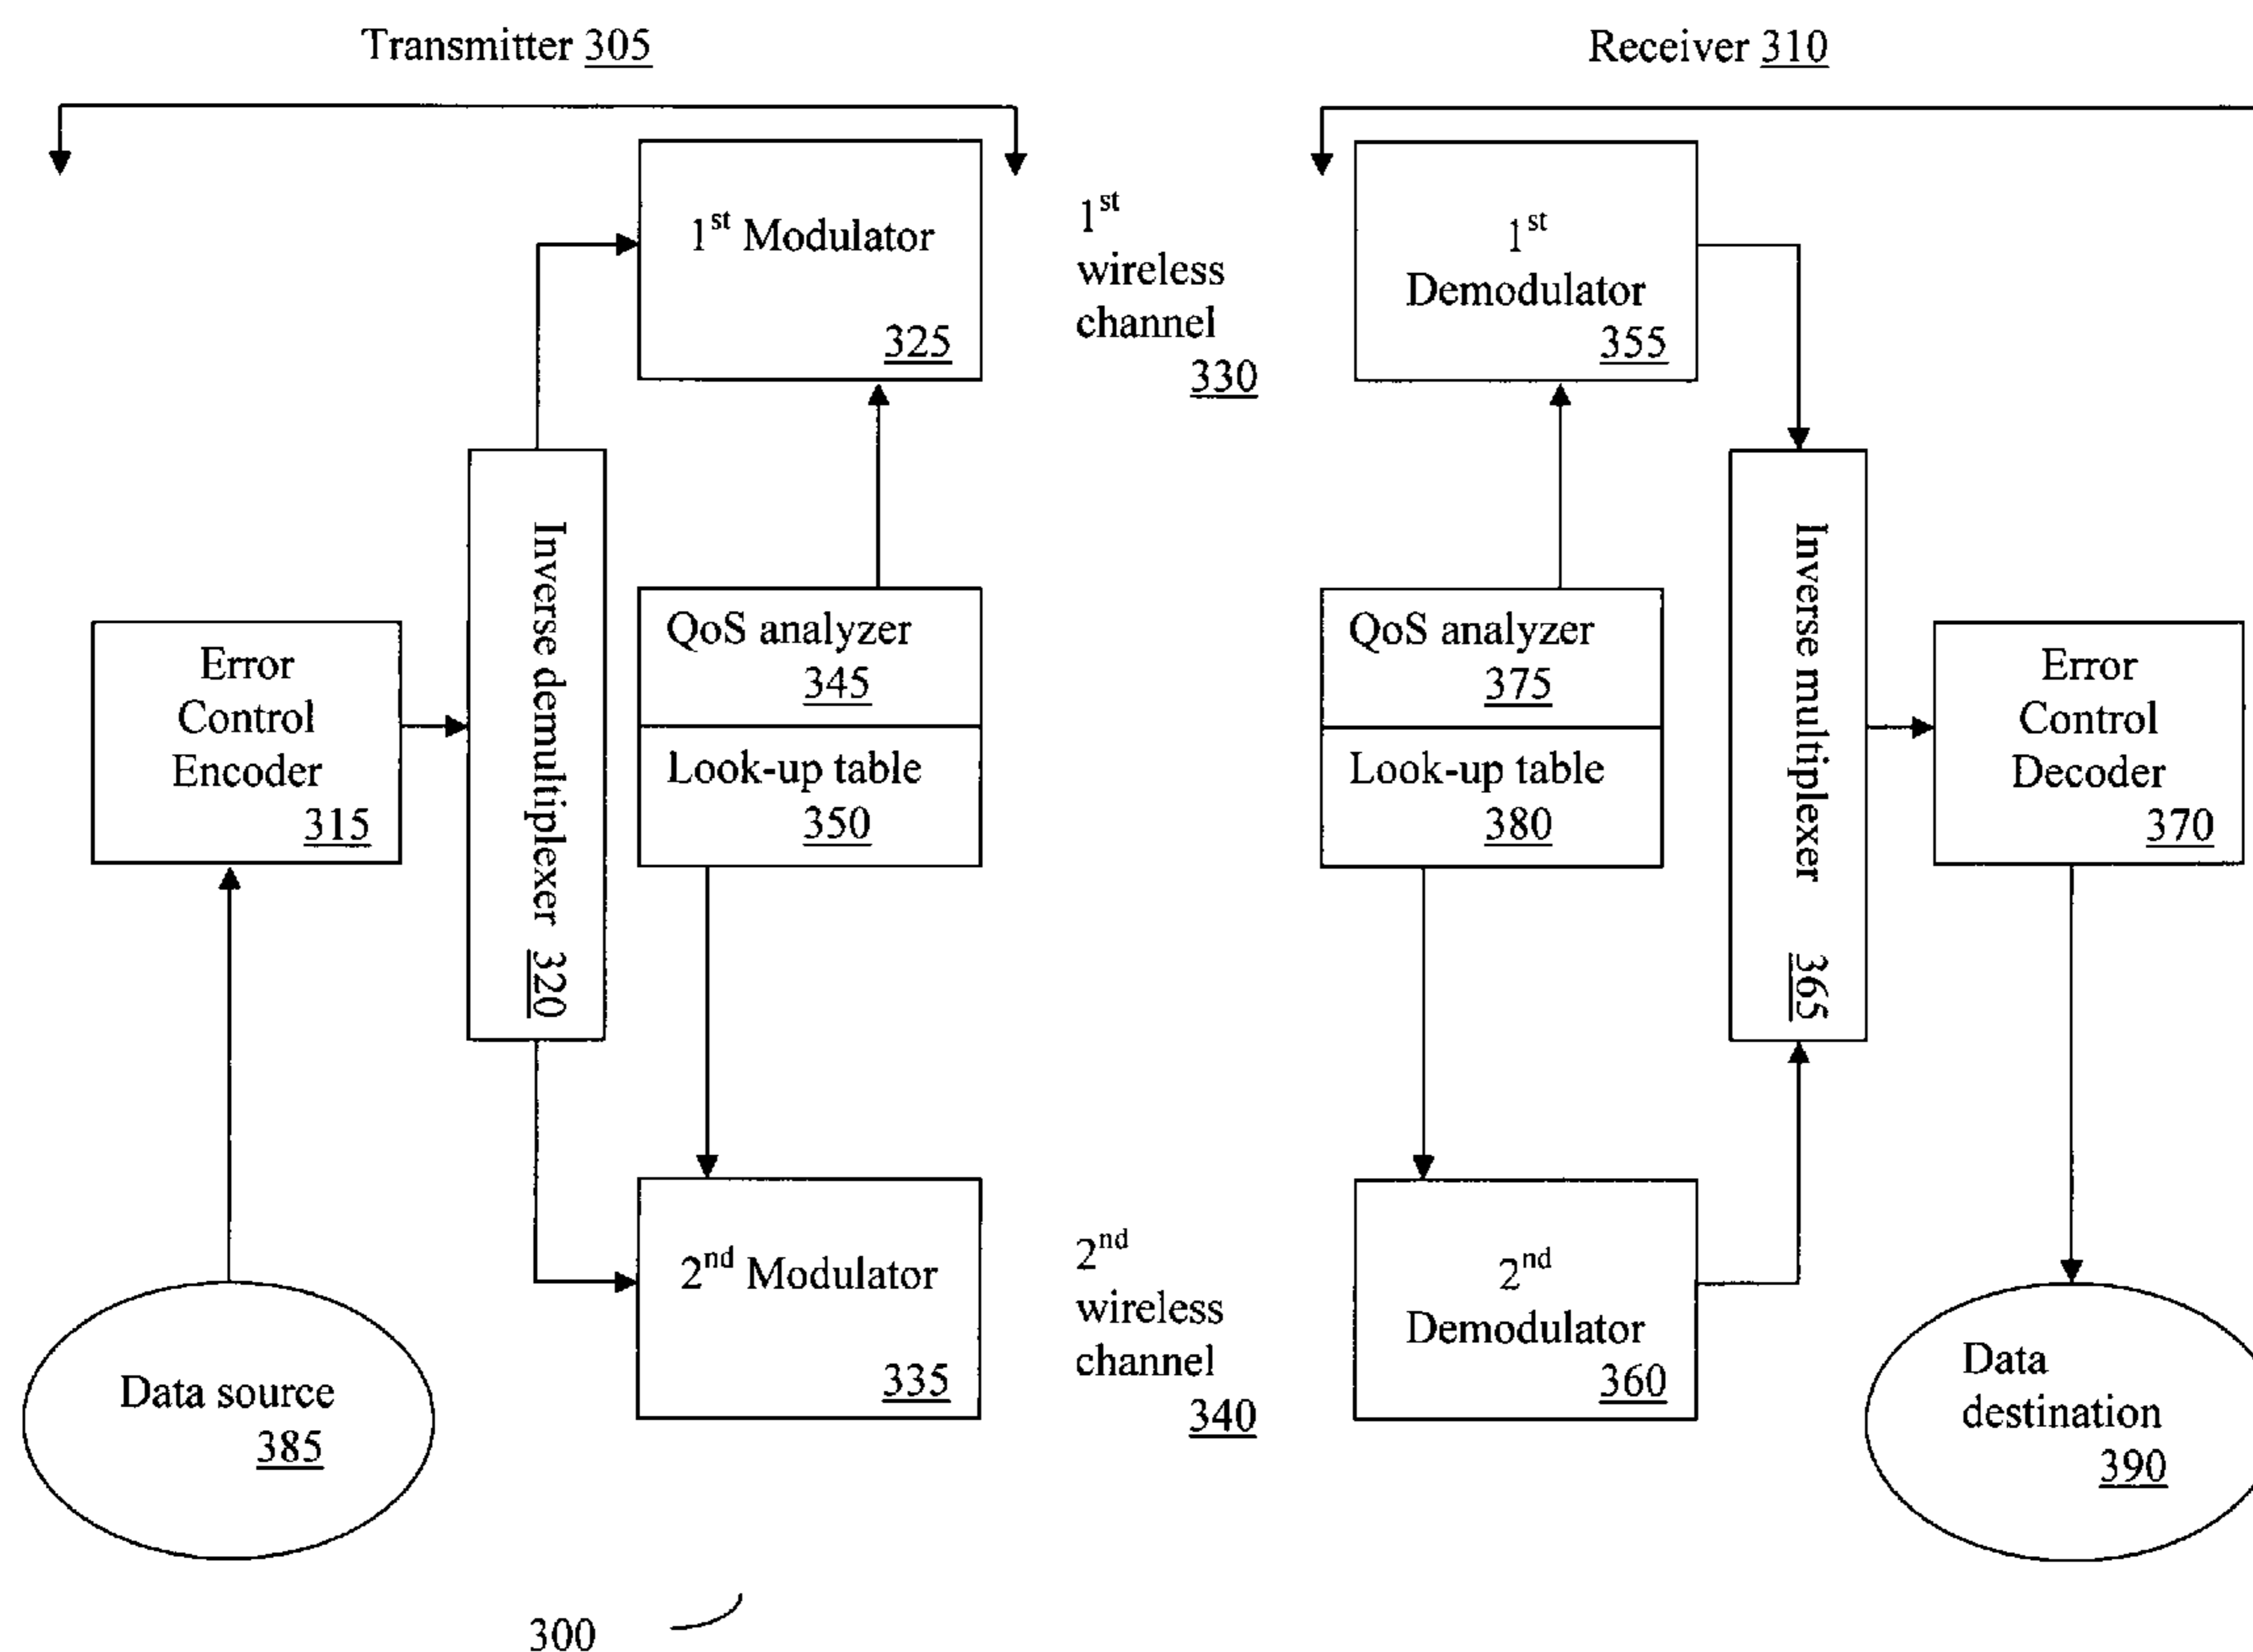 Transmitter 305
Receiver 310
1st Modulator
325
1st
wireless
channel
330
1st
Demodulator
355
Error
Control
Encoder
315
Inverse demultiplexer 320
QoS analyzer
345
Look-up table
350
QoS analyzer
375
Look-up table
380
Inverse multiplexer 365
Error
Control
Decoder
370
Data source
385
2nd Modulator
335
2nd
wireless
channel
340
2nd
Demodulator
360
Data
destination
390
300